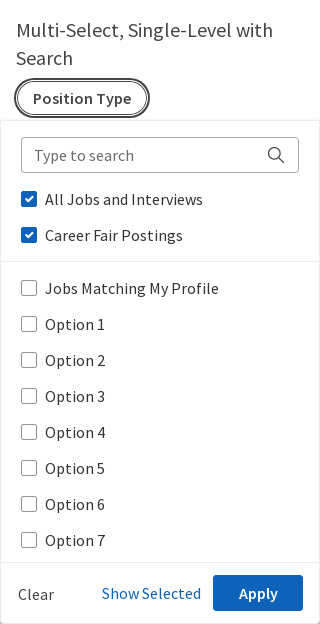 Multi-Select, Single-Level with
Search
Position Type
Type to search
All Jobs and Interviews
Career Fair Postings
Jobs Matching My Profile
Option 1
Option 2
Option 3
Option 4
Option 5
Option 6
Option 7
Clear
Show Selected
Apply